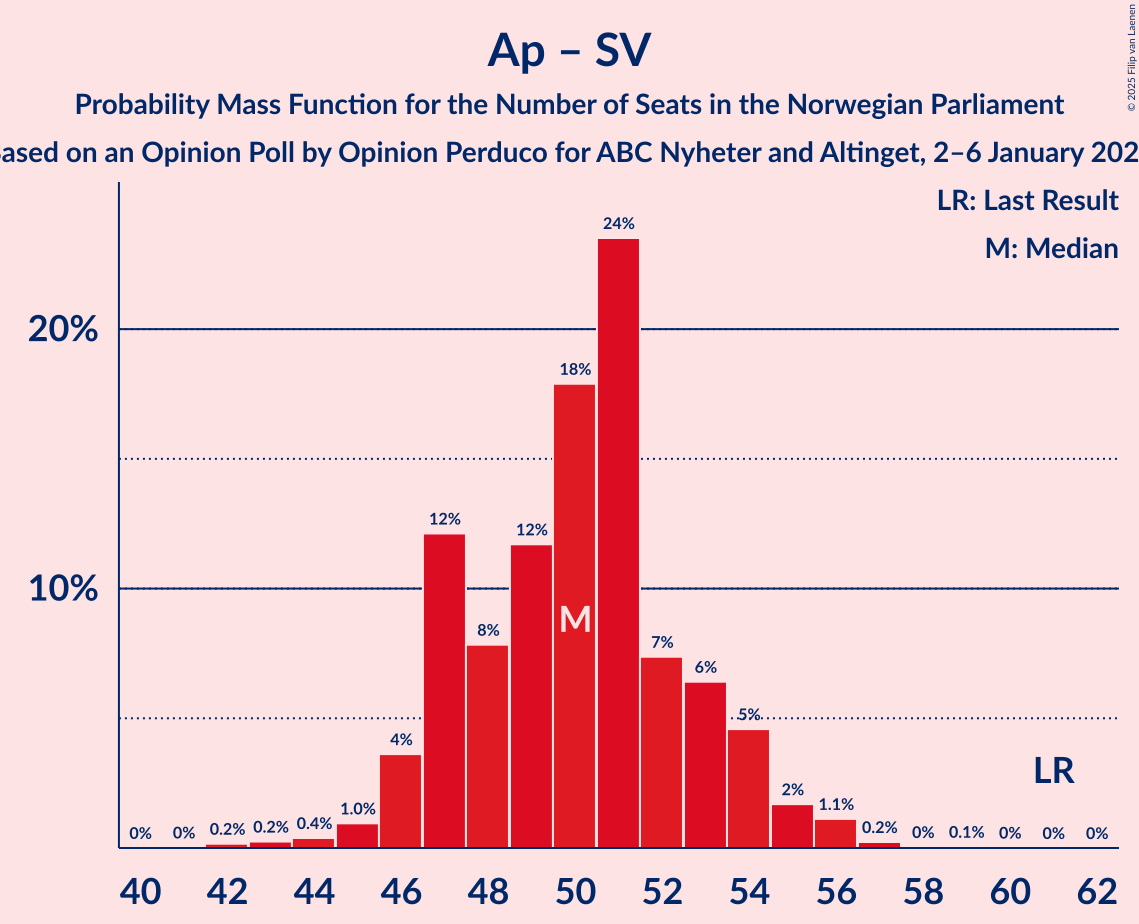 Ap – SV
Probability Mass Function for the Number of Seats in the Norwegian Parliament
on an Opinion Poll by Opinion Perduco for ABC Nyheter and Altinget, 2–6 January
© 2025 Filip van Laenen
LR: Last Result
M: Median
24%
20%
18%
12%
12%
10%
M
8%
7%
6%
5%
4%
LR
2%
0% 0% 0.2% 0.2% 0.4% 1.0% 1.1% 0.2% 0% 0.1% 0% 0% 0%
40 42 44 46 48 50 52 54 56 58 60 62